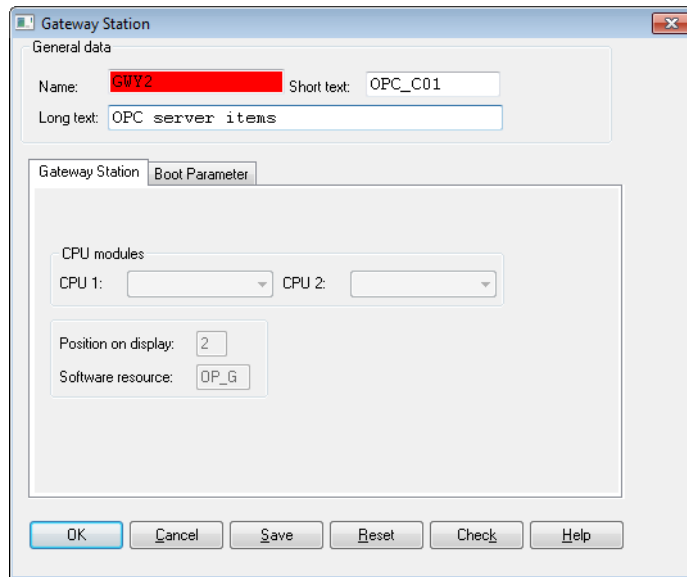 Gateway Station
General data
Name: GWY2 Short text: OPC_C01
Long text: OPC server items
Gateway Station Boot Parameter
CPU modules
CPU 1: CPU 2:
Position on display: 2
Software resource: OP_G
OK Cancel Save Reset Check Help